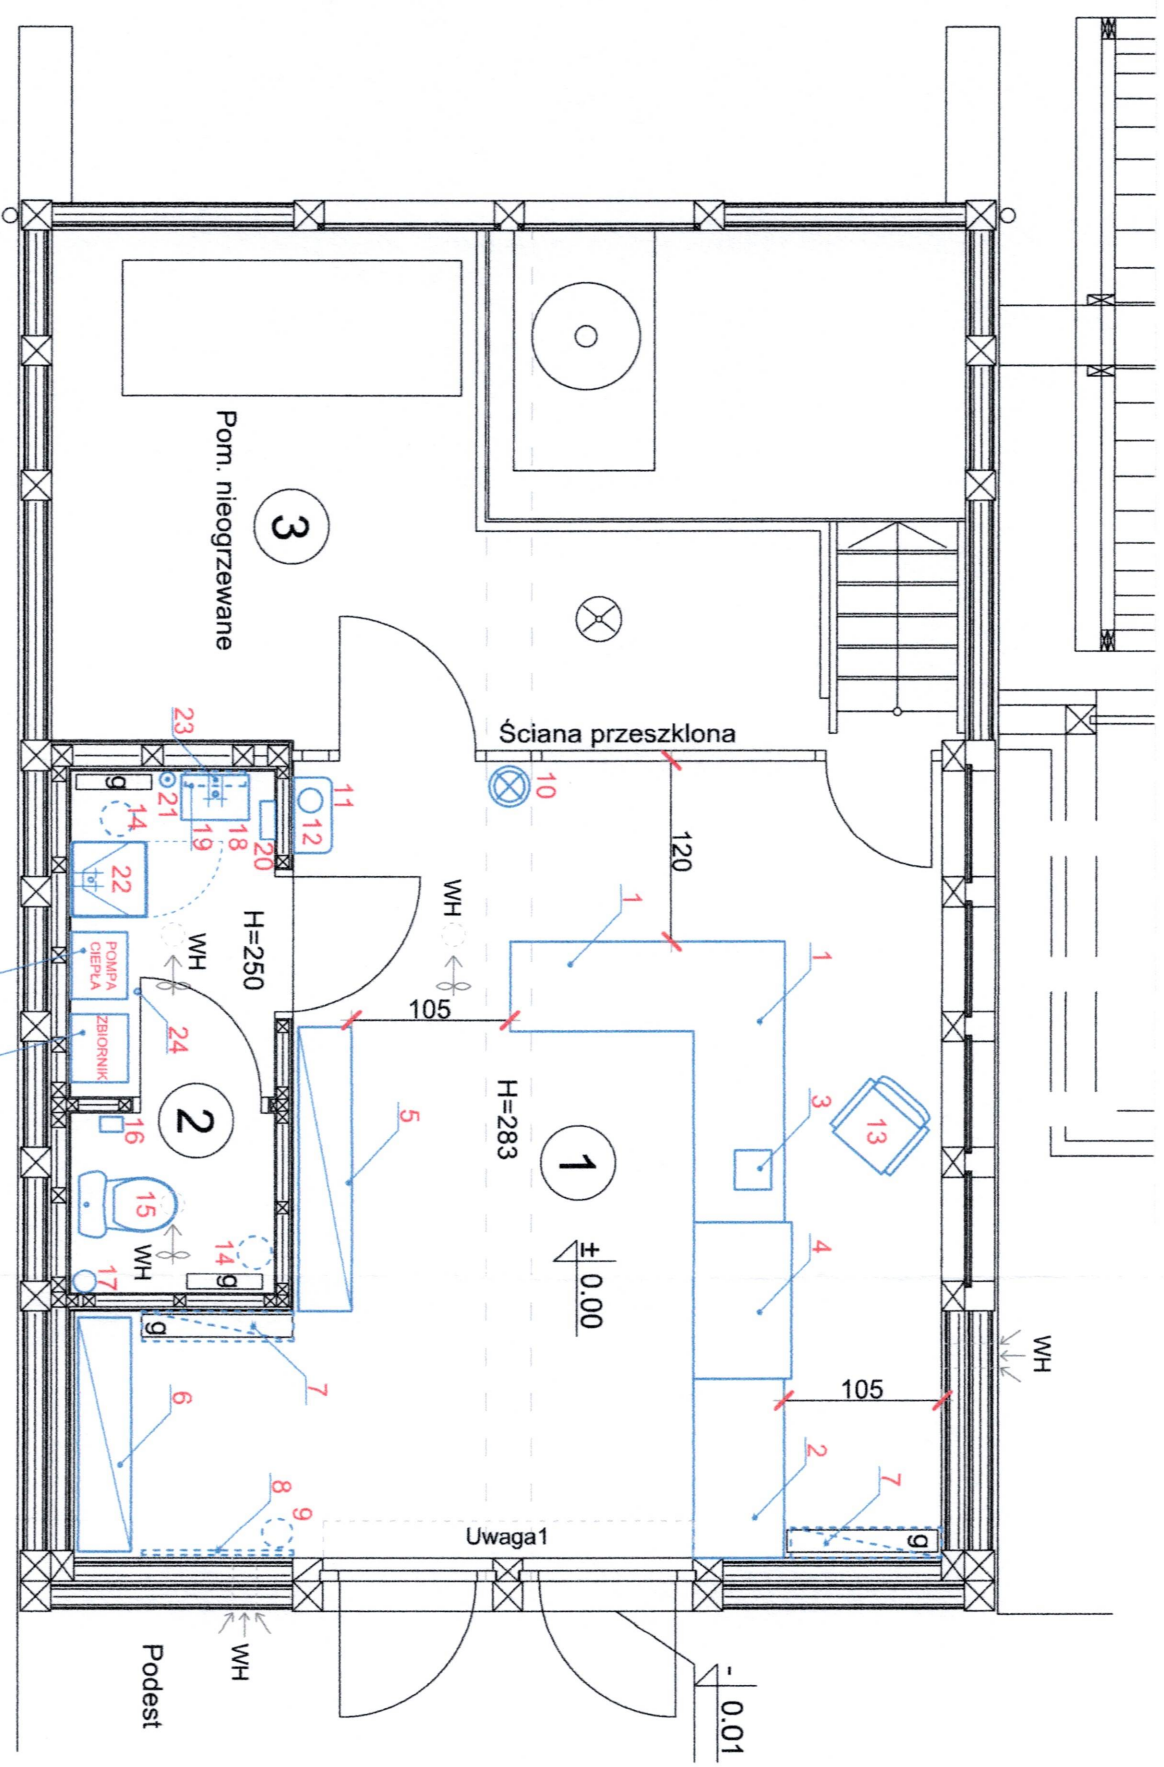 Pom. nieogrzewane
3
Ściana przeszklona
23
g
21
14
19
18
20
11
12
10
22
120
1
1
WH
WH
H=250
POMPA
CIEPŁA
ZBIORNIK
24
105
2
16
5
H=283
1
3
13
15
14
g
17
WH
± 0.00
4
WH
g
7
6
105
2
7
8
9
g
Uwaga1
WH
Podest
- 0.01